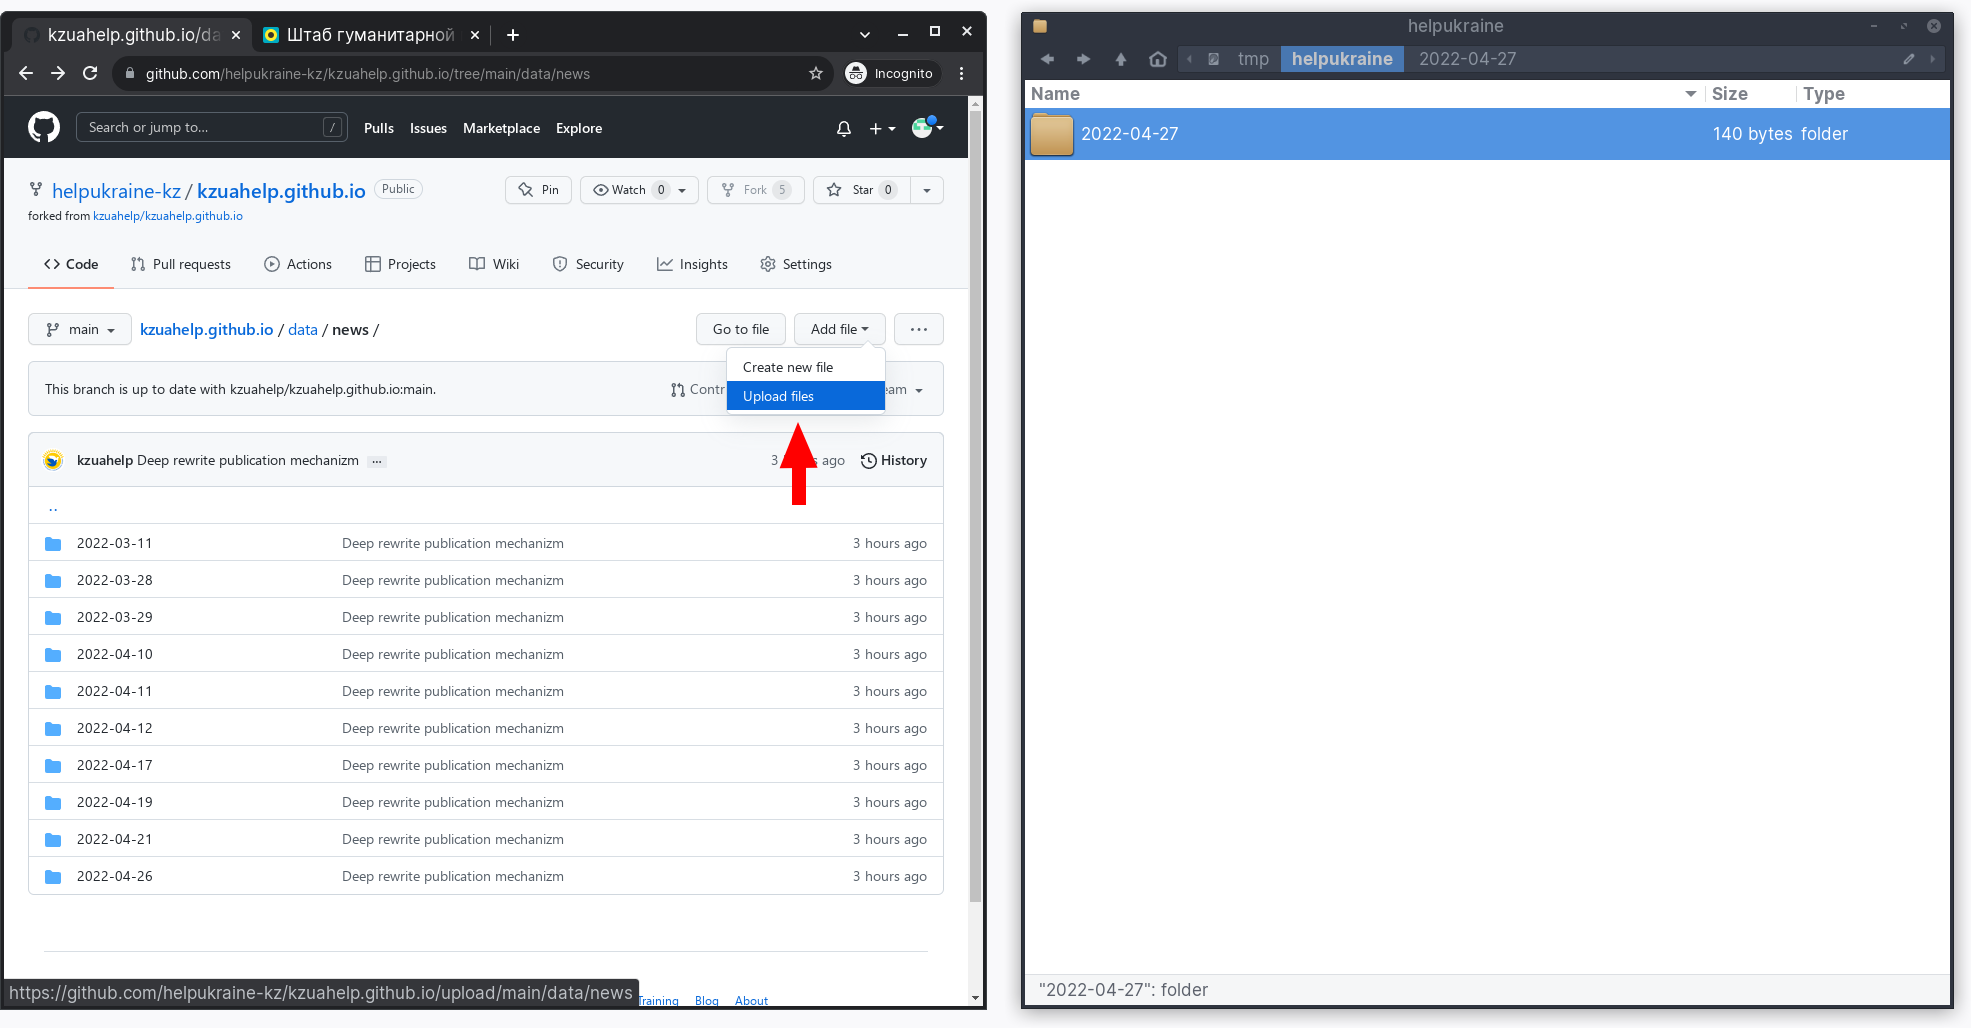 kzuahelp.github.io/da
Штаб гуманитарной
github.com/helpukraine-kz/kzuahelp.github.io/tree/main/data/news
Incognito
Search or jump to...
/
Pulls
Issues
Marketplace
Explore
helpukraine-kz / kzuahelp.github.io
Public
Pin
Watch 0
Fork 5
Star 0
forked from kzuahelp/kzuahelp.github.io
Code
Pull requests
Actions
Projects
Wiki
Security
Insights
Settings
main
kzuahelp.github.io / data / news /
Go to file
Add file
Create new file
Upload files
This branch is up to date with kzuahelp/kzuahelp.github.io:main.
Contr
eam
kzuahelp Deep rewrite publication mechanizm ...
3
s ago
History
..
2022-03-11 Deep rewrite publication mechanizm 3 hours ago
2022-03-28 Deep rewrite publication mechanizm 3 hours ago
2022-03-29 Deep rewrite publication mechanizm 3 hours ago
2022-04-10 Deep rewrite publication mechanizm 3 hours ago
2022-04-11 Deep rewrite publication mechanizm 3 hours ago
2022-04-12 Deep rewrite publication mechanizm 3 hours ago
2022-04-17 Deep rewrite publication mechanizm 3 hours ago
2022-04-19 Deep rewrite publication mechanizm 3 hours ago
2022-04-21 Deep rewrite publication mechanizm 3 hours ago
2022-04-26 Deep rewrite publication mechanizm 3 hours ago
https://github.com/helpukraine-kz/kzuahelp.github.io/upload/main/data/news
Training
Blog
About
helpukraine
tmp
helpukraine
2022-04-27
Name Size Type
2022-04-27 140 bytes folder
"2022-04-27": folder